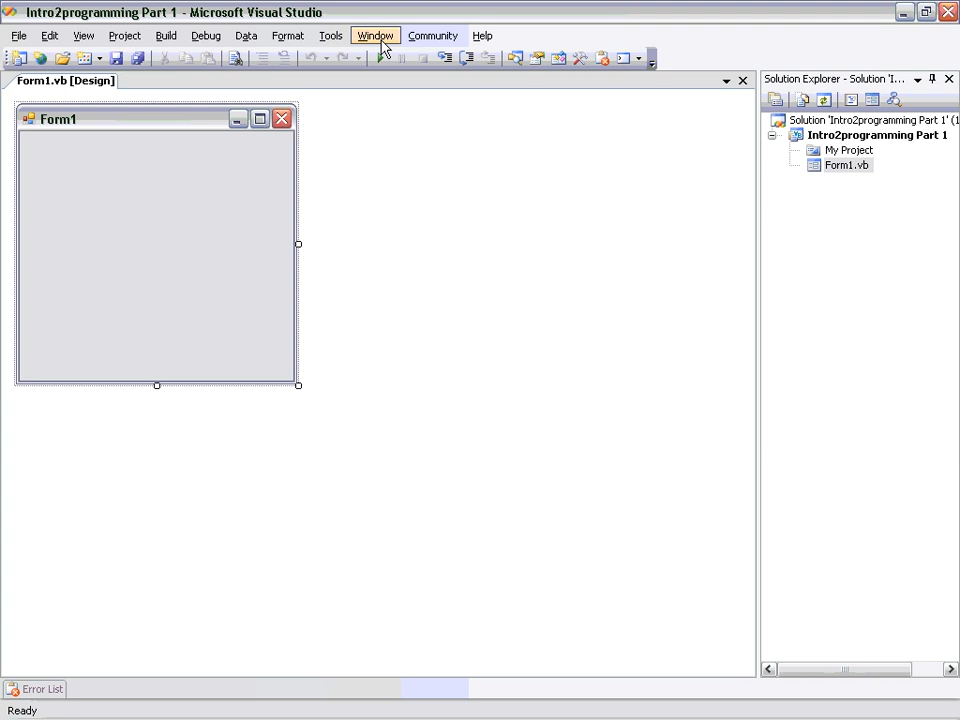 Intro2programming Part 1 - Microsoft Visual Studio
File Edit View Project Build Debug Data Format Tools Window Community Help
Form1.vb [Design]
Solution Explorer - Solution 'I...
Form1
Solution 'Intro2programming Part 1' (1
Intro2programming Part 1
My Project
Form1.vb
Error List
Ready